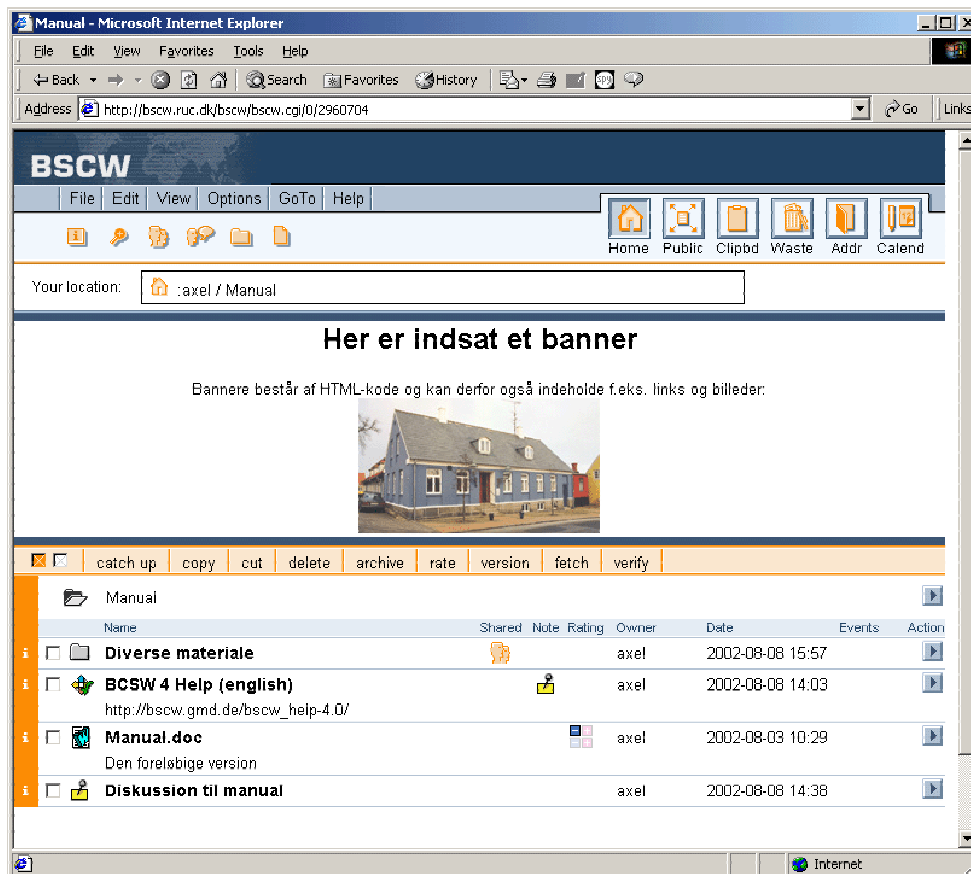 Manual - Microsoft Internet Explorer
File Edit View Favorites Tools Help
Back Search Favorites History
Address http://bscw.ruc.dk/bscw/bscw.cgi/0/2960704 Go Links
BSCW
File Edit View Options GoTo Help
Home Public Clipbd Waste Addr Calend
Your location: :axel / Manual
Her er indsat et banner
Bannere består af HTML-kode og kan derfor også indeholde f.eks. links og billeder:
catch up copy cut delete archive rate version fetch verify
Manual
Name Shared Note Rating Owner Date Events Action
Diverse materiale axel 2002-08-08 15:57
BCSW 4 Help (english) axel 2002-08-08 14:03
http://bscw.gmd.de/bscw_help-4.0/
Manual.doc axel 2002-08-03 10:29
Den foreløbige version
Diskussion til manual axel 2002-08-08 14:38
Internet